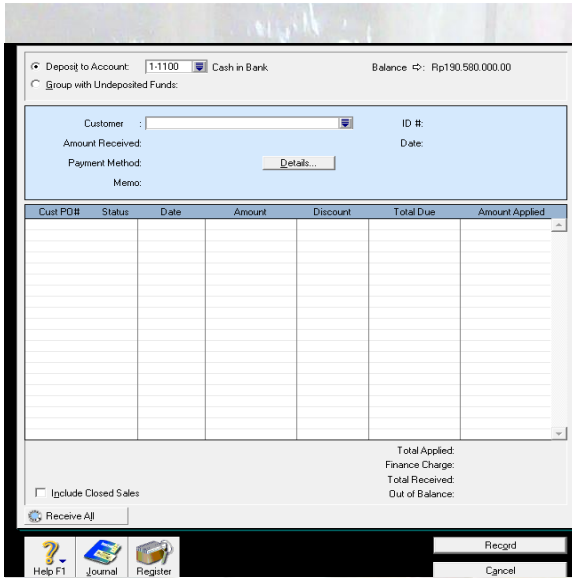 Deposit to Account: 1-1100 Cash in Bank Balance ⇨: Rp190.580.000.00
Group with Undeposited Funds:
Customer : ID #:
Amount Received: Date:
Payment Method: Details...
Memo:
Cust PO# Status Date Amount Discount Total Due Amount Applied
Total Applied:
Finance Charge:
Total Received:
Include Closed Sales Out of Balance:
Receive All
Help F1 Journal Register Record
Cancel